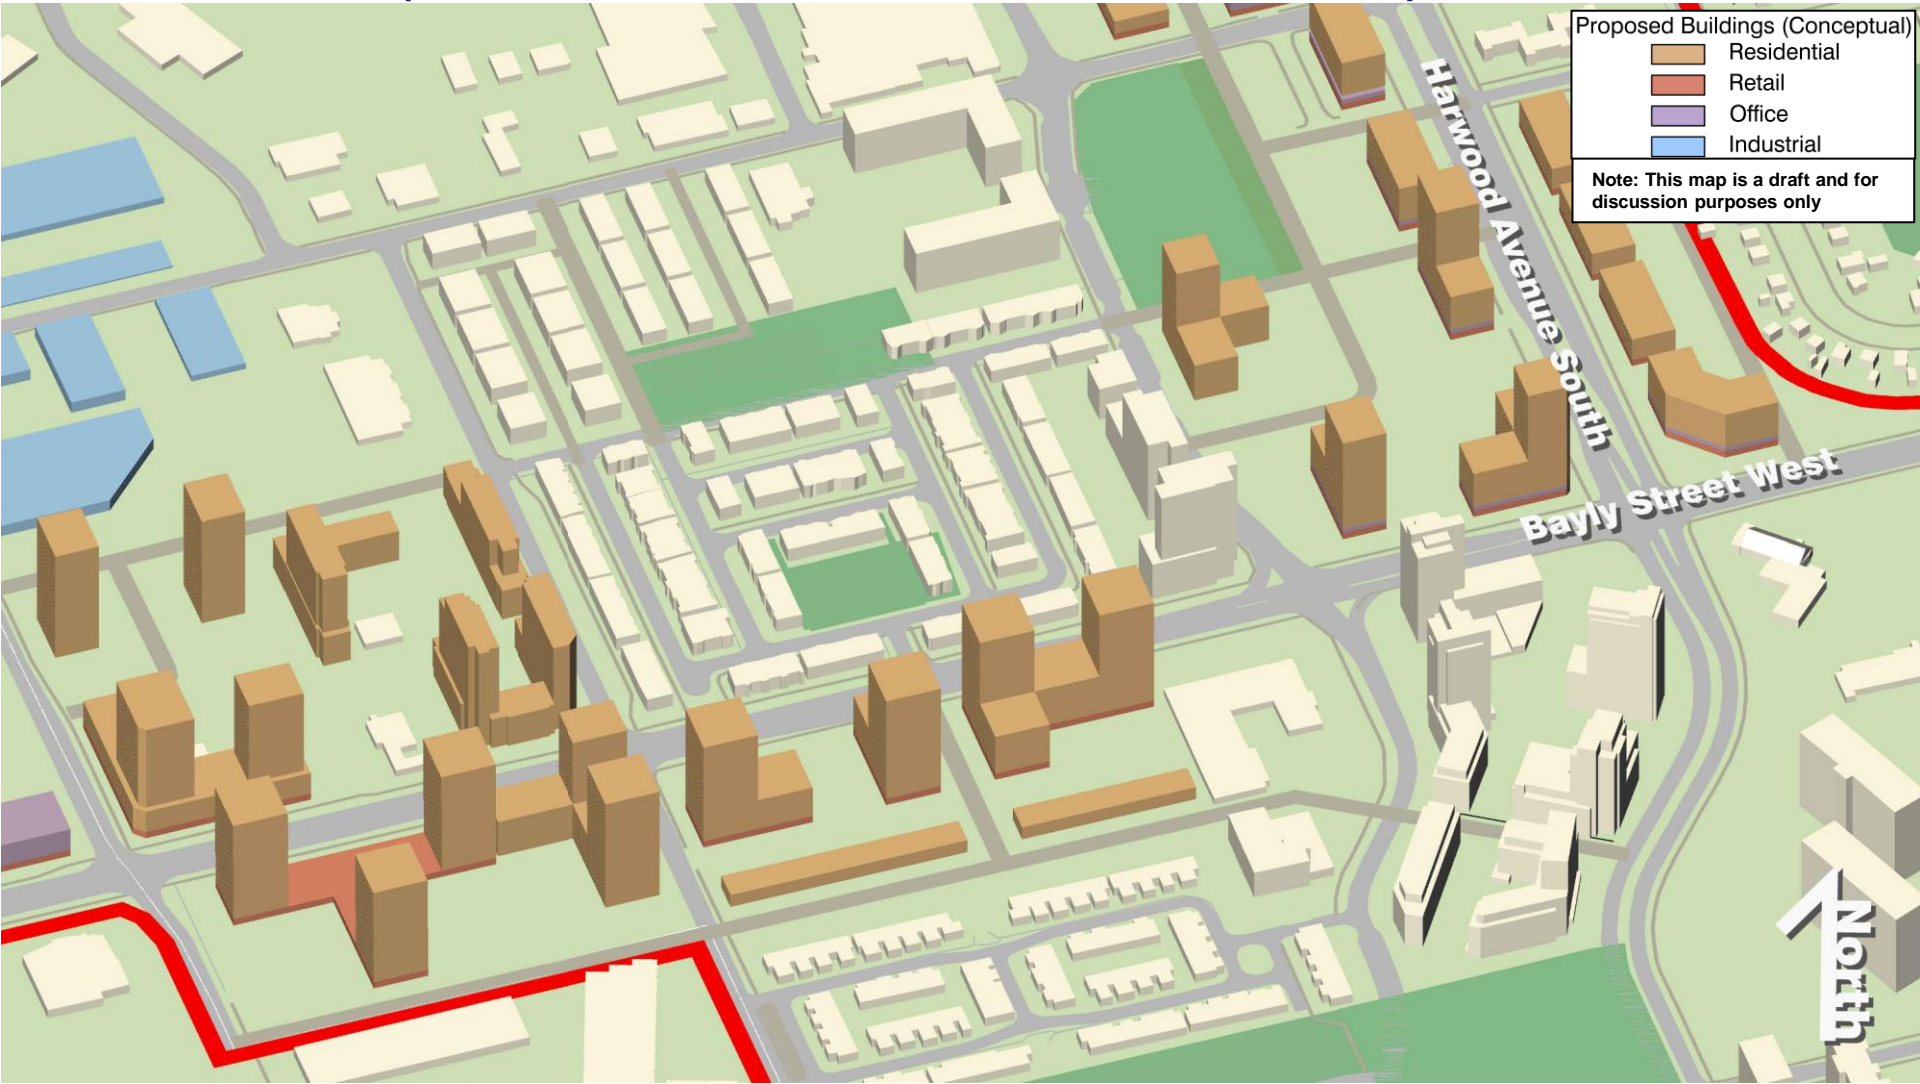 Proposed Buildings (Conceptual)
Residential
Retail
Office
Industrial
Note: This map is a draft and for
discussion purposes only
Harwood Avenue South
Bayly Street West
North